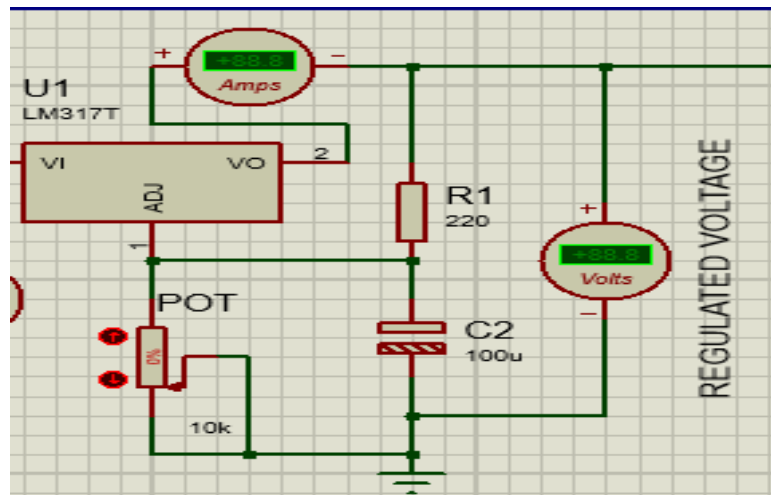 +88.8
Amps
U1
LM317T
VI
VO
2
ADJ
1
R1
220
+88.8
Volts
REGULATED VOLTAGE
POT
0%
C2
100u
10k